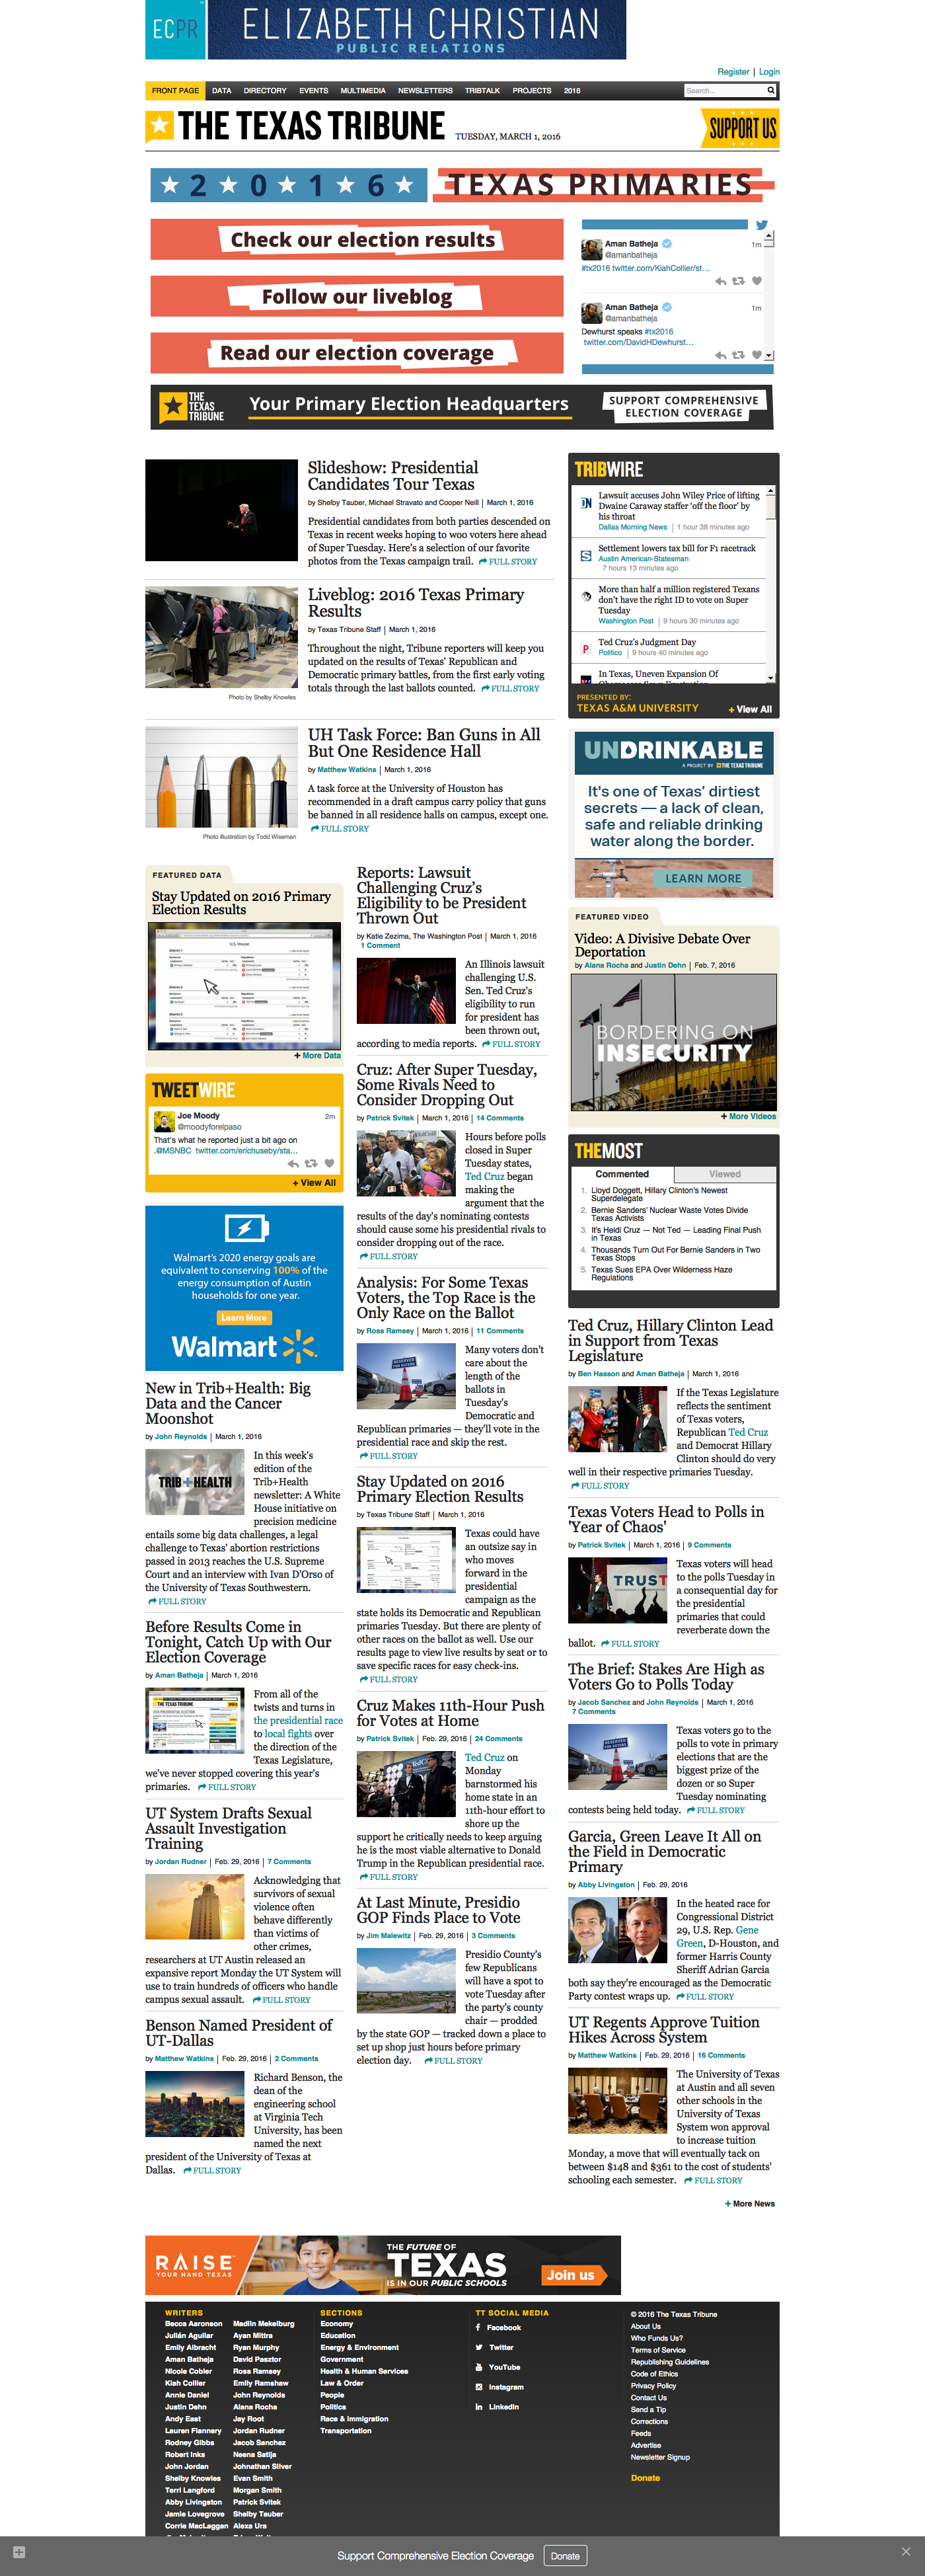 ECPR
ELIZABETH CHRISTIAN
PUBLIC RELATIONS
Register | Login
FRONT PAGE DATA DIRECTORY EVENTS MULTIMEDIA NEWSLETTERS TRIBTALK PROJECTS 2016
Search...
THE TEXAS TRIBUNE
TUESDAY, MARCH 1, 2016
SUPPORT US
2 0 1 6
TEXAS PRIMARIES
Check our election results
Follow our liveblog
Read our election coverage
Aman Batheja 1m
@amanbatheja
#tx2016 twitter.com/KiahCollier/st…
Aman Batheja 1m
@amanbatheja
Dewhurst speaks #tx2016
twitter.com/DavidHDewhurst…
THE TEXAS TRIBUNE
Your Primary Election Headquarters
SUPPORT COMPREHENSIVE
ELECTION COVERAGE
Slideshow: Presidential
Candidates Tour Texas
by Shelby Tauber, Michael Stravato and Cooper Neill | March 1, 2016
Presidential candidates from both parties descended on
Texas in recent weeks hoping to woo voters here ahead
of Super Tuesday. Here's a selection of our favorite
photos from the Texas campaign trail. FULL STORY
Liveblog: 2016 Texas Primary
Results
by Texas Tribune Staff | March 1, 2016
Throughout the night, Tribune reporters will keep you
updated on the results of Texas' Republican and
Democratic primary battles, from the first early voting
totals through the last ballots counted. FULL STORY
Photo by Shelby Knowles
UH Task Force: Ban Guns in All
But One Residence Hall
by Matthew Watkins | March 1, 2016
A task force at the University of Houston has
recommended in a draft campus carry policy that guns
be banned in all residence halls on campus, except one.
FULL STORY
Photo illustration by Todd Wiseman
TRIBWIRE
Lawsuit accuses John Wiley Price of lifting
Dwaine Caraway staffer 'off the floor' by
his throat
Dallas Morning News | 1 hour 38 minutes ago
Settlement lowers tax bill for F1 racetrack
Austin American-Statesman
7 hours 13 minutes ago
More than half a million registered Texans
don't have the right ID to vote on Super
Tuesday
Washington Post | 9 hours 30 minutes ago
Ted Cruz's Judgment Day
Politico | 9 hours 40 minutes ago
In Texas, Uneven Expansion Of
PRESENTED BY:
TEXAS A&M UNIVERSITY
+ View All
UNDRINKABLE
A PROJECT BY THE TEXAS TRIBUNE
It's one of Texas' dirtiest
secrets — a lack of clean,
safe and reliable drinking
water along the border.
LEARN MORE
FEATURED DATA
Stay Updated on 2016 Primary
Election Results
+ More Data
TWEETWIRE
Joe Moody 2m
@moodyforelpaso
That's what he reported just a bit ago on
.@MSNBC twitter.com/erichuseby/sta…
+ View All
Walmart's 2020 energy goals are
equivalent to conserving 100% of the
energy consumption of Austin
households for one year.
Learn More
Walmart
New in Trib+Health: Big
Data and the Cancer
Moonshot
by John Reynolds | March 1, 2016
TRIB+HEALTH
In this week's
edition of the
Trib+Health
newsletter: A White
House initiative on
precision medicine
entails some big data challenges, a legal
challenge to Texas' abortion restrictions
passed in 2013 reaches the U.S. Supreme
Court and an interview with Ivan D'Orso of
the University of Texas Southwestern.
FULL STORY
Before Results Come in
Tonight, Catch Up with Our
Election Coverage
by Aman Batheja | March 1, 2016
From all of the
twists and turns in
the presidential race
to local fights over
the direction of the
Texas Legislature,
we've never stopped covering this year's
primaries. FULL STORY
UT System Drafts Sexual
Assault Investigation
Training
by Jordan Rudner | Feb. 29, 2016 | 7 Comments
Acknowledging that
survivors of sexual
violence often
behave differently
than victims of
other crimes,
researchers at UT Austin released an
expansive report Monday the UT System will
use to train hundreds of officers who handle
campus sexual assault. FULL STORY
Benson Named President of
UT-Dallas
by Matthew Watkins | Feb. 29, 2016 | 2 Comments
Richard Benson, the
dean of the
engineering school
at Virginia Tech
University, has been
named the next
president of the University of Texas at
Dallas. FULL STORY
Reports: Lawsuit
Challenging Cruz's
Eligibility to be President
Thrown Out
by Katie Zezima, The Washington Post | March 1, 2016
1 Comment
An Illinois lawsuit
challenging U.S.
Sen. Ted Cruz's
eligibility to run
for president has
been thrown out,
according to media reports. FULL STORY
Cruz: After Super Tuesday,
Some Rivals Need to
Consider Dropping Out
by Patrick Svitek | March 1, 2016 | 14 Comments
Hours before polls
closed in Super
Tuesday states,
Ted Cruz began
making the
argument that the
results of the day's nominating contests
should cause some his presidential rivals to
consider dropping out of the race.
FULL STORY
Analysis: For Some Texas
Voters, the Top Race is the
Only Race on the Ballot
by Ross Ramsey | March 1, 2016 | 11 Comments
Many voters don't
care about the
length of the
ballots in
Tuesday's
Democratic and
Republican primaries — they'll vote in the
presidential race and skip the rest.
FULL STORY
Stay Updated on 2016
Primary Election Results
by Texas Tribune Staff | March 1, 2016
Texas could have
an outsize say in
who moves
forward in the
presidential
campaign as the
state holds its Democratic and Republican
primaries Tuesday. But there are plenty of
other races on the ballot as well. Use our
results page to view live results by seat or to
save specific races for easy check-ins.
FULL STORY
Cruz Makes 11th-Hour Push
for Votes at Home
by Patrick Svitek | Feb. 29, 2016 | 24 Comments
Ted Cruz on
Monday
barnstormed his
home state in an
11th-hour effort to
shore up the
support he critically needs to keep arguing
he is the most viable alternative to Donald
Trump in the Republican presidential race.
FULL STORY
At Last Minute, Presidio
GOP Finds Place to Vote
by Jim Malewitz | Feb. 29, 2016 | 3 Comments
Presidio County's
few Republicans
will have a spot to
vote Tuesday after
the party's county
chair — prodded
by the state GOP — tracked down a place to
set up shop just hours before primary
election day. FULL STORY
FEATURED VIDEO
Video: A Divisive Debate Over
Deportation
by Alana Rocha and Justin Dehn | Feb. 7, 2016
BORDERING ON
INSECURITY
+ More Videos
THEMOST
Commented Viewed
1. Lloyd Doggett, Hillary Clinton's Newest
Superdelegate
2. Bernie Sanders' Nuclear Waste Votes Divide
Texas Activists
3. It's Heidi Cruz — Not Ted — Leading Final Push
in Texas
4. Thousands Turn Out For Bernie Sanders in Two
Texas Stops
5. Texas Sues EPA Over Wilderness Haze
Regulations
Ted Cruz, Hillary Clinton Lead
in Support from Texas
Legislature
by Ben Hasson and Aman Batheja | March 1, 2016
If the Texas Legislature
reflects the sentiment
of Texas voters,
Republican Ted Cruz
and Democrat Hillary
Clinton should do very
well in their respective primaries Tuesday.
FULL STORY
Texas Voters Head to Polls in
'Year of Chaos'
by Patrick Svitek | March 1, 2016 | 9 Comments
TRUST
Texas voters will head
to the polls Tuesday in
a consequential day for
the presidential
primaries that could
reverberate down the
ballot. FULL STORY
The Brief: Stakes Are High as
Voters Go to Polls Today
by Jacob Sanchez and John Reynolds | March 1, 2016
7 Comments
Texas voters go to the
polls to vote in primary
elections that are the
biggest prize of the
dozen or so Super
Tuesday nominating
contests being held today. FULL STORY
Garcia, Green Leave It All on
the Field in Democratic
Primary
by Abby Livingston | Feb. 29, 2016
In the heated race for
Congressional District
29, U.S. Rep. Gene
Green, D-Houston, and
former Harris County
Sheriff Adrian Garcia
both say they're encouraged as the Democratic
Party contest wraps up. FULL STORY
UT Regents Approve Tuition
Hikes Across System
by Matthew Watkins | Feb. 29, 2016 | 16 Comments
The University of Texas
at Austin and all seven
other schools in the
University of Texas
System won approval
to increase tuition
Monday, a move that will eventually tack on
between $148 and $361 to the cost of students'
schooling each semester. FULL STORY
+ More News
RAISE
YOUR HAND TEXAS
THE FUTURE OF
TEXAS
IS IN OUR PUBLIC SCHOOLS
Join us
WRITERS
Becca Aaronson
Julián Aguilar
Emily Albracht
Aman Batheja
Nicole Cobler
Kiah Collier
Annie Daniel
Justin Dehn
Andy East
Lauren Flannery
Rodney Gibbs
Robert Inks
John Jordan
Shelby Knowles
Terri Langford
Abby Livingston
Jamie Lovegrove
Corrie MacLaggan
Madlin Mekelburg
Ayan Mittra
Ryan Murphy
David Pasztor
Ross Ramsey
Emily Ramshaw
John Reynolds
Alana Rocha
Jay Root
Jordan Rudner
Jacob Sanchez
Neena Satija
Johnathan Silver
Evan Smith
Morgan Smith
Patrick Svitek
Shelby Tauber
Alexa Ura
SECTIONS
Economy
Education
Energy & Environment
Government
Health & Human Services
Law & Order
People
Politics
Race & Immigration
Transportation
TT SOCIAL MEDIA
Facebook
Twitter
YouTube
Instagram
LinkedIn
© 2016 The Texas Tribune
About Us
Who Funds Us?
Terms of Service
Republishing Guidelines
Code of Ethics
Privacy Policy
Contact Us
Send a Tip
Corrections
Feeds
Advertise
Newsletter Signup
Donate
Support Comprehensive Election Coverage Donate